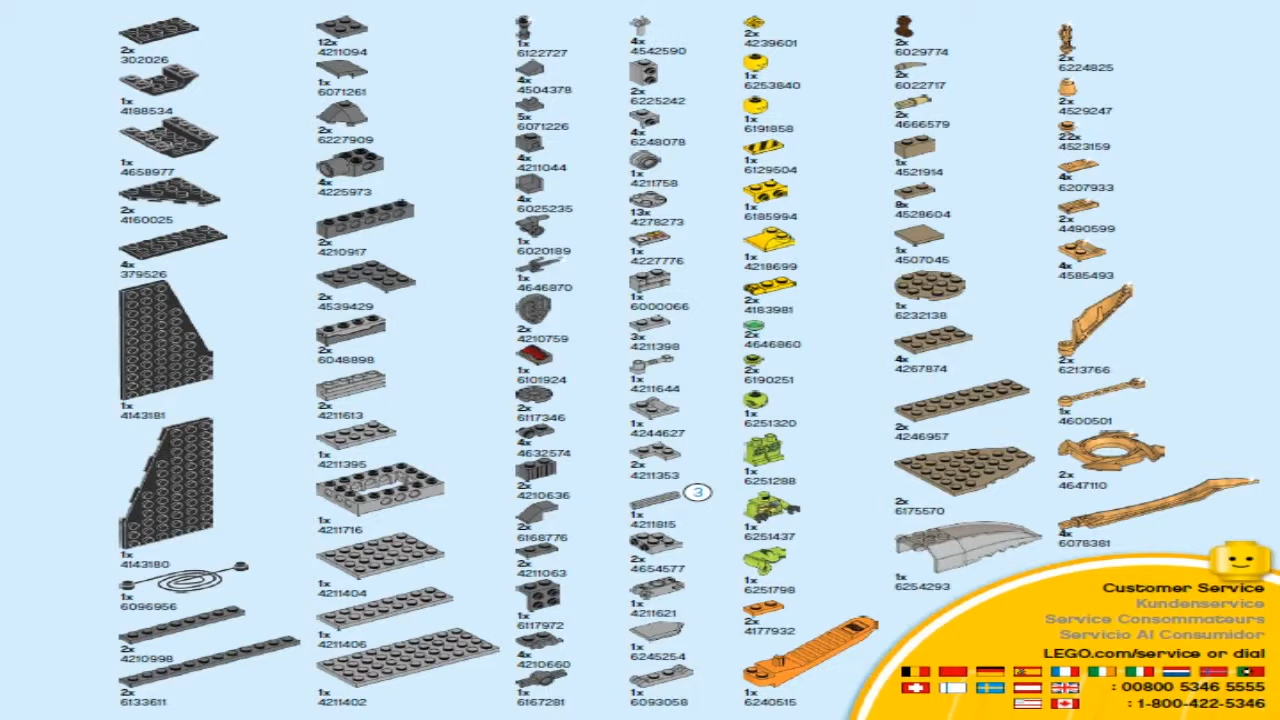 2x
302026
1x
4188534
1x
4658977
2x
4160025
4x
379526
1x
4143181
1x
4143180
1x
6096956
2x
4210998
2x
6133611
12x
4211094
1x
6071261
2x
6227909
4x
4225973
2x
4210917
2x
4539429
2x
6048898
2x
4211613
1x
4211395
1x
4211716
1x
4211404
1x
4211406
1x
4211402
1x
6122727
4x
4504378
5x
6071226
4x
4211044
4x
6025235
1x
6020189
1x
4646870
2x
4210759
1x
6101924
2x
6117346
4x
4632574
2x
4210636
2x
6168776
2x
4211063
1x
6117972
4x
4210660
1x
6167281
4x
4542590
2x
6225242
4x
6248078
1x
4211758
13x
4278273
1x
4227776
1x
6000066
3x
4211398
1x
4211644
1x
4244627
2x
4211353
3
1x
4211815
2x
4654577
1x
4211621
1x
6245254
1x
6093058
2x
4239601
1x
6253840
1x
6191858
1x
6129504
1x
6185994
1x
4218699
2x
4183981
2x
4646860
2x
6190251
1x
6251320
1x
6251288
1x
6251437
1x
6251798
2x
4177932
1x
6240515
2x
6029774
2x
6022717
2x
4666579
1x
4521914
8x
4528604
1x
4507045
1x
6232138
4x
4267874
2x
4246957
2x
6175570
1x
6254293
2x
6224825
2x
4529247
22x
4523159
4x
6207933
2x
4490599
4x
4585493
2x
6213766
1x
4600501
2x
4647110
4x
6078381
Customer Service
Kundenservice
Service Consommateurs
Servicio Al Consumidor
LEGO.com/service or dial
: 00800 5346 5555
: 1-800-422-5346